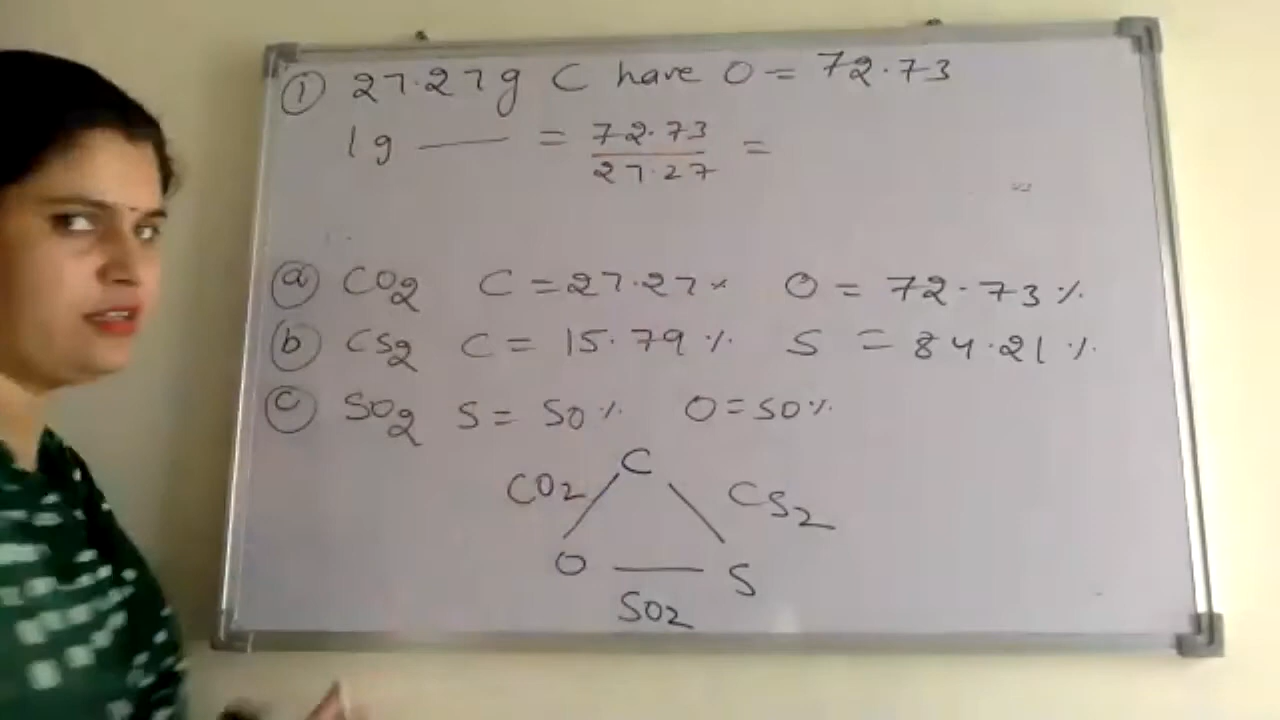 ① 27.27g C have O = 72.73
1g —— = 72.73/27.27 =
ⓐ CO2 C = 27.27% O = 72.73%
ⓑ CS2 C = 15.79% S = 84.21%
ⓒ SO2 S = 50% O = 50%
C
CO2 CS2
O — S
SO2